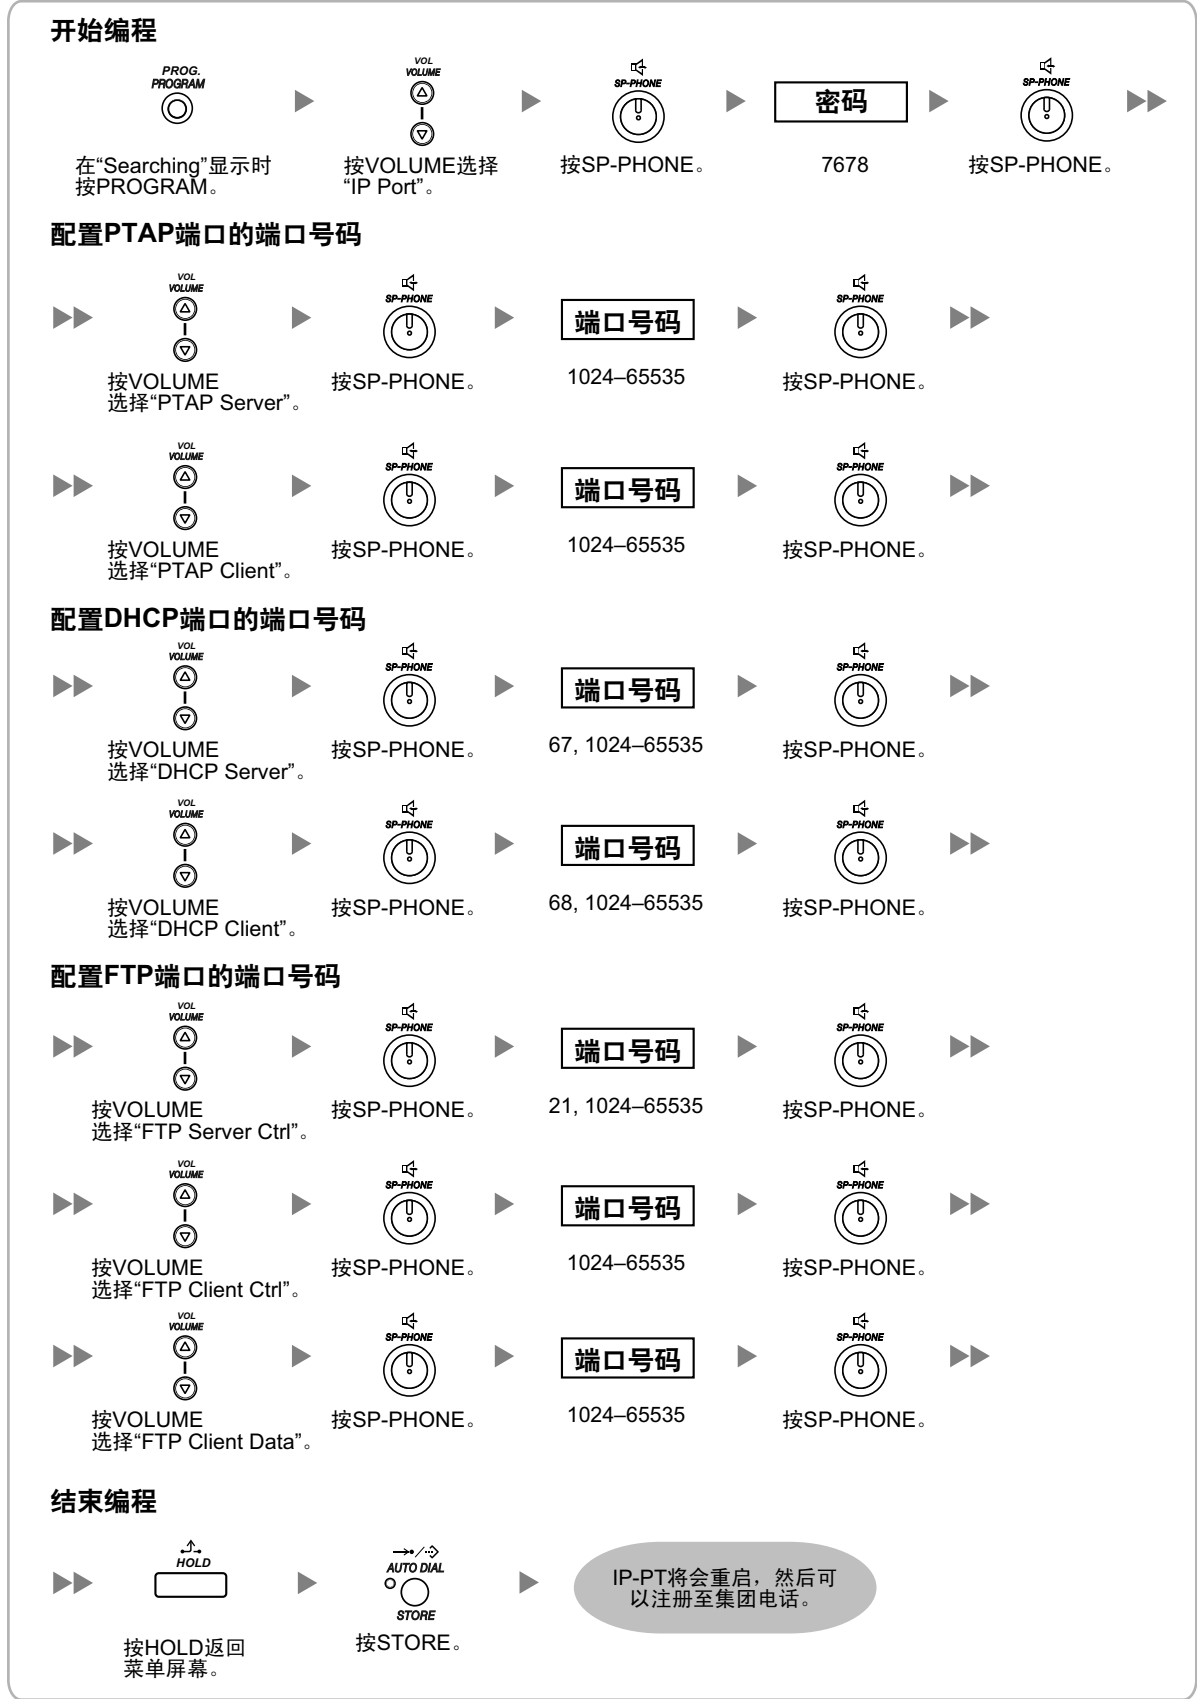 开始编程
PROG.
PROGRAM
VOL
VOLUME
SP-PHONE
密码
SP-PHONE
在“Searching”显示时
按PROGRAM。
按VOLUME选择
“IP Port”。
按SP-PHONE。
7678
按SP-PHONE。
配置PTAP端口的端口号码
VOL
VOLUME
SP-PHONE
端口号码
SP-PHONE
按VOLUME
选择“PTAP Server”。
按SP-PHONE。
1024–65535
按SP-PHONE。
VOL
VOLUME
SP-PHONE
端口号码
SP-PHONE
按VOLUME
选择“PTAP Client”。
按SP-PHONE。
1024–65535
按SP-PHONE。
配置DHCP端口的端口号码
VOL
VOLUME
SP-PHONE
端口号码
SP-PHONE
按VOLUME
选择“DHCP Server”。
按SP-PHONE。
67, 1024–65535
按SP-PHONE。
VOL
VOLUME
SP-PHONE
端口号码
SP-PHONE
按VOLUME
选择“DHCP Client”。
按SP-PHONE。
68, 1024–65535
按SP-PHONE。
配置FTP端口的端口号码
VOL
VOLUME
SP-PHONE
端口号码
SP-PHONE
按VOLUME
选择“FTP Server Ctrl”。
按SP-PHONE。
21, 1024–65535
按SP-PHONE。
VOL
VOLUME
SP-PHONE
端口号码
SP-PHONE
按VOLUME
选择“FTP Client Ctrl”。
按SP-PHONE。
1024–65535
按SP-PHONE。
VOL
VOLUME
SP-PHONE
端口号码
SP-PHONE
按VOLUME
选择“FTP Client Data”。
按SP-PHONE。
1024–65535
按SP-PHONE。
结束编程
HOLD
AUTO DIAL
STORE
IP-PT将会重启，然后可
以注册至集团电话。
按HOLD返回
菜单屏幕。
按STORE。